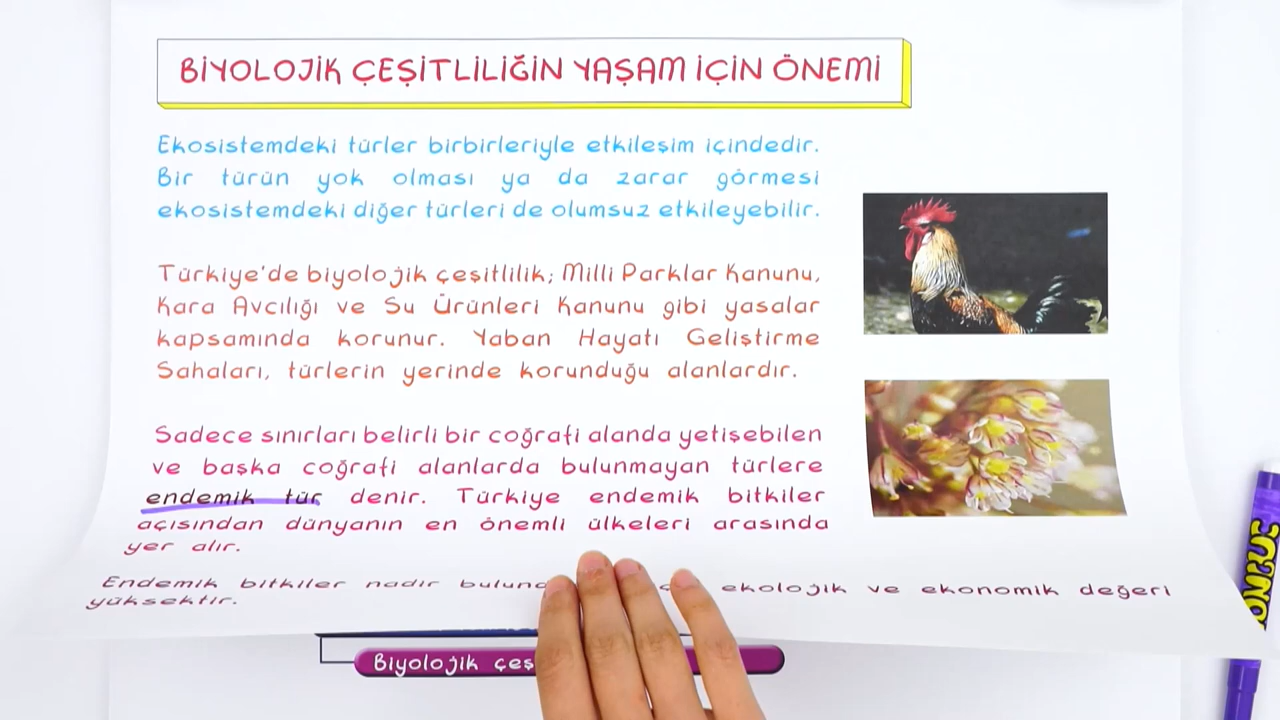 BİYOLOJİK ÇEŞİTLİLİĞİN YAŞAM İÇİN ÖNEMİ
Ekosistemdeki türler birbirleriyle etkileşim içindedir.
Bir türün yok olması ya da zarar görmesi
ekosistemdeki diğer türleri de olumsuz etkileyebilir.
Türkiye'de biyolojik çeşitlilik; Milli Parklar Kanunu,
Kara Avcılığı ve Su Ürünleri Kanunu gibi yasalar
kapsamında korunur. Yaban Hayatı Geliştirme
Sahaları, türlerin yerinde korunduğu alanlardır.
Sadece sınırları belirli bir coğrafi alanda yetişebilen
ve başka coğrafi alanlarda bulunmayan türlere
endemik tür denir. Türkiye endemik bitkiler
açısından dünyanın en önemli ülkeleri arasında
yer alır.
Endemik bitkiler nadir ekolojik ve ekonomik değeri
yüksektir.
Biyolojik